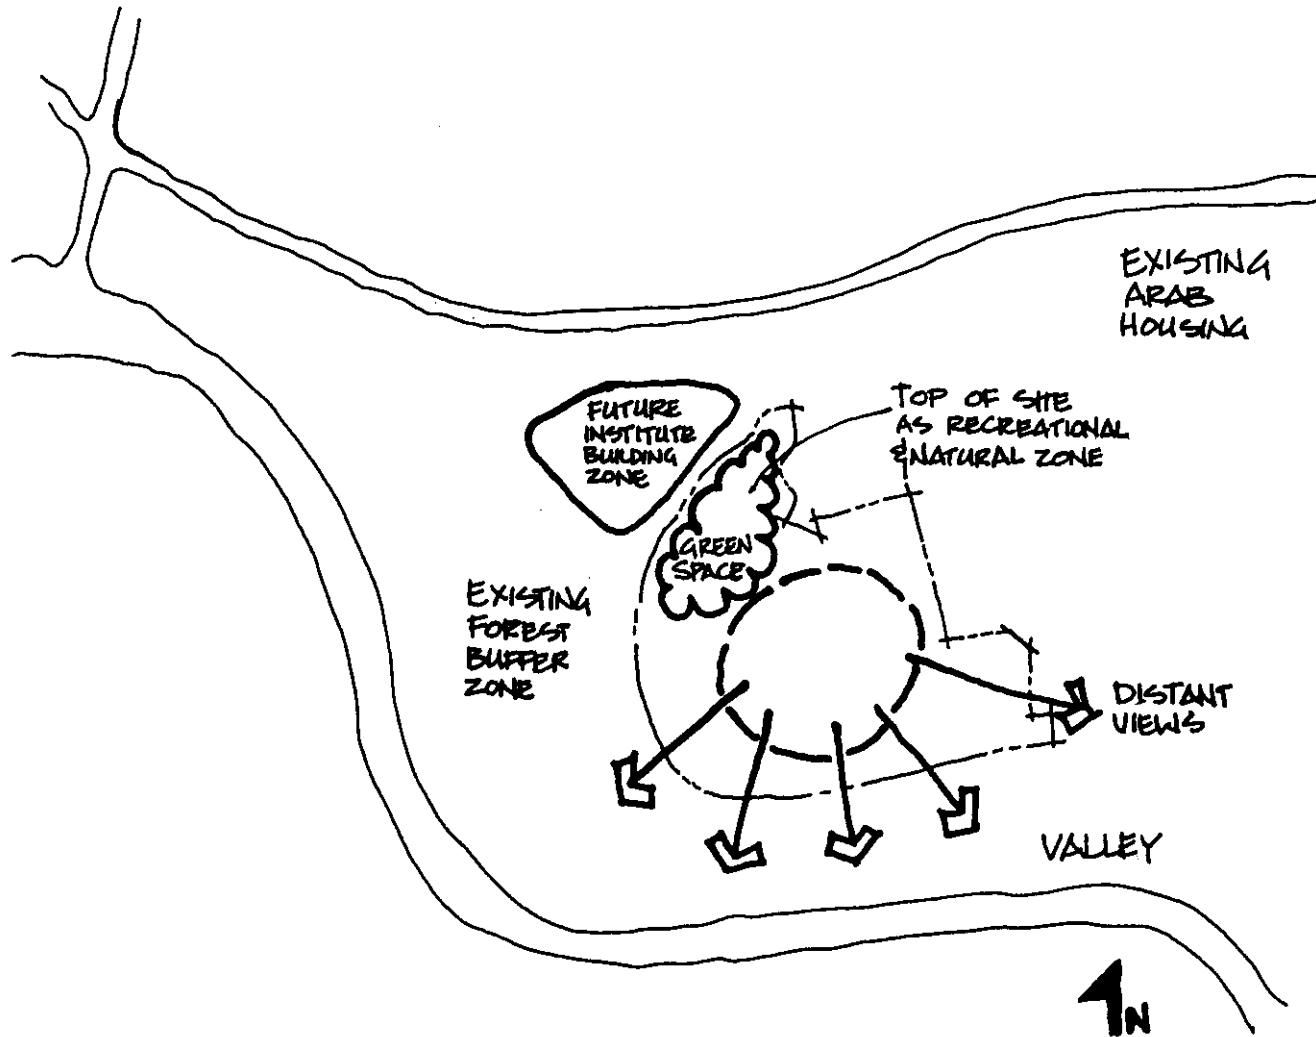 EXISTING
ARAB
HOUSING
FUTURE
INSTITUTE
BUILDING
ZONE
TOP OF SITE
AS RECREATIONAL
& NATURAL ZONE
GREEN
SPACE
EXISTING
FOREST
BUFFER
ZONE
DISTANT
VIEWS
VALLEY
N